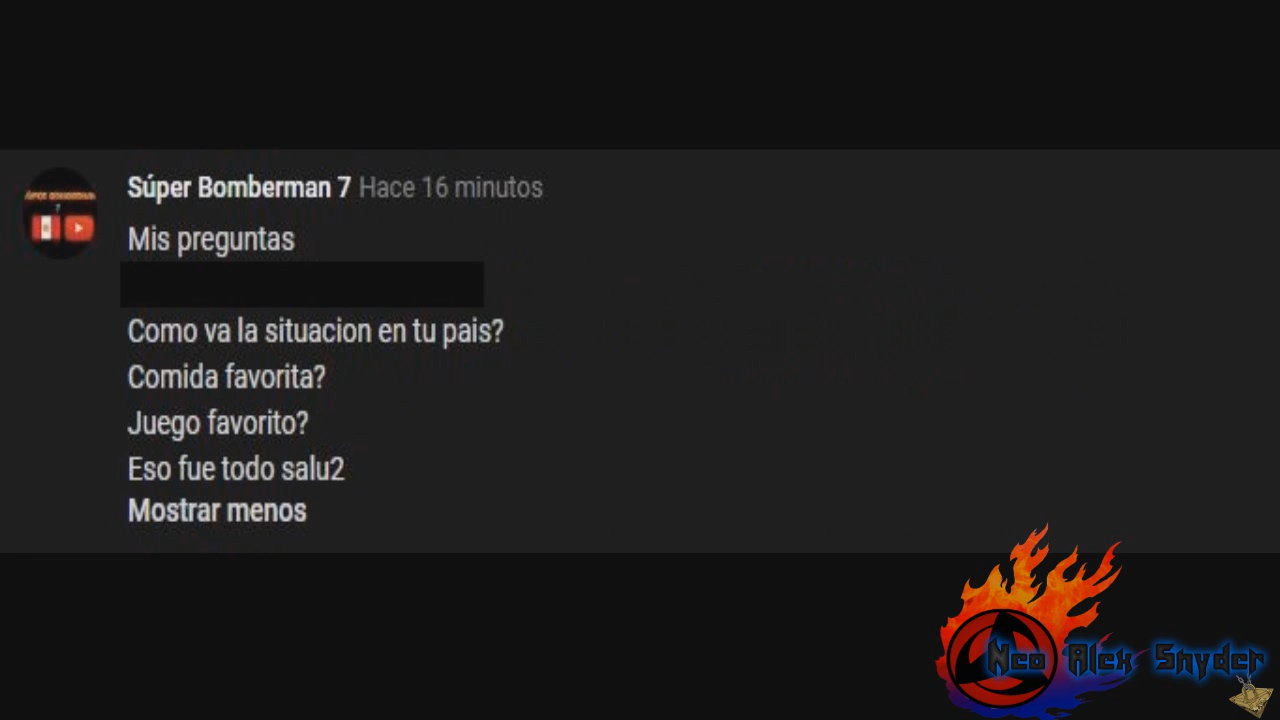 Súper Bomberman 7 Hace 16 minutos
Mis preguntas
Como va la situacion en tu pais?
Comida favorita?
Juego favorito?
Eso fue todo salu2
Mostrar menos
Neo Alex Snyder